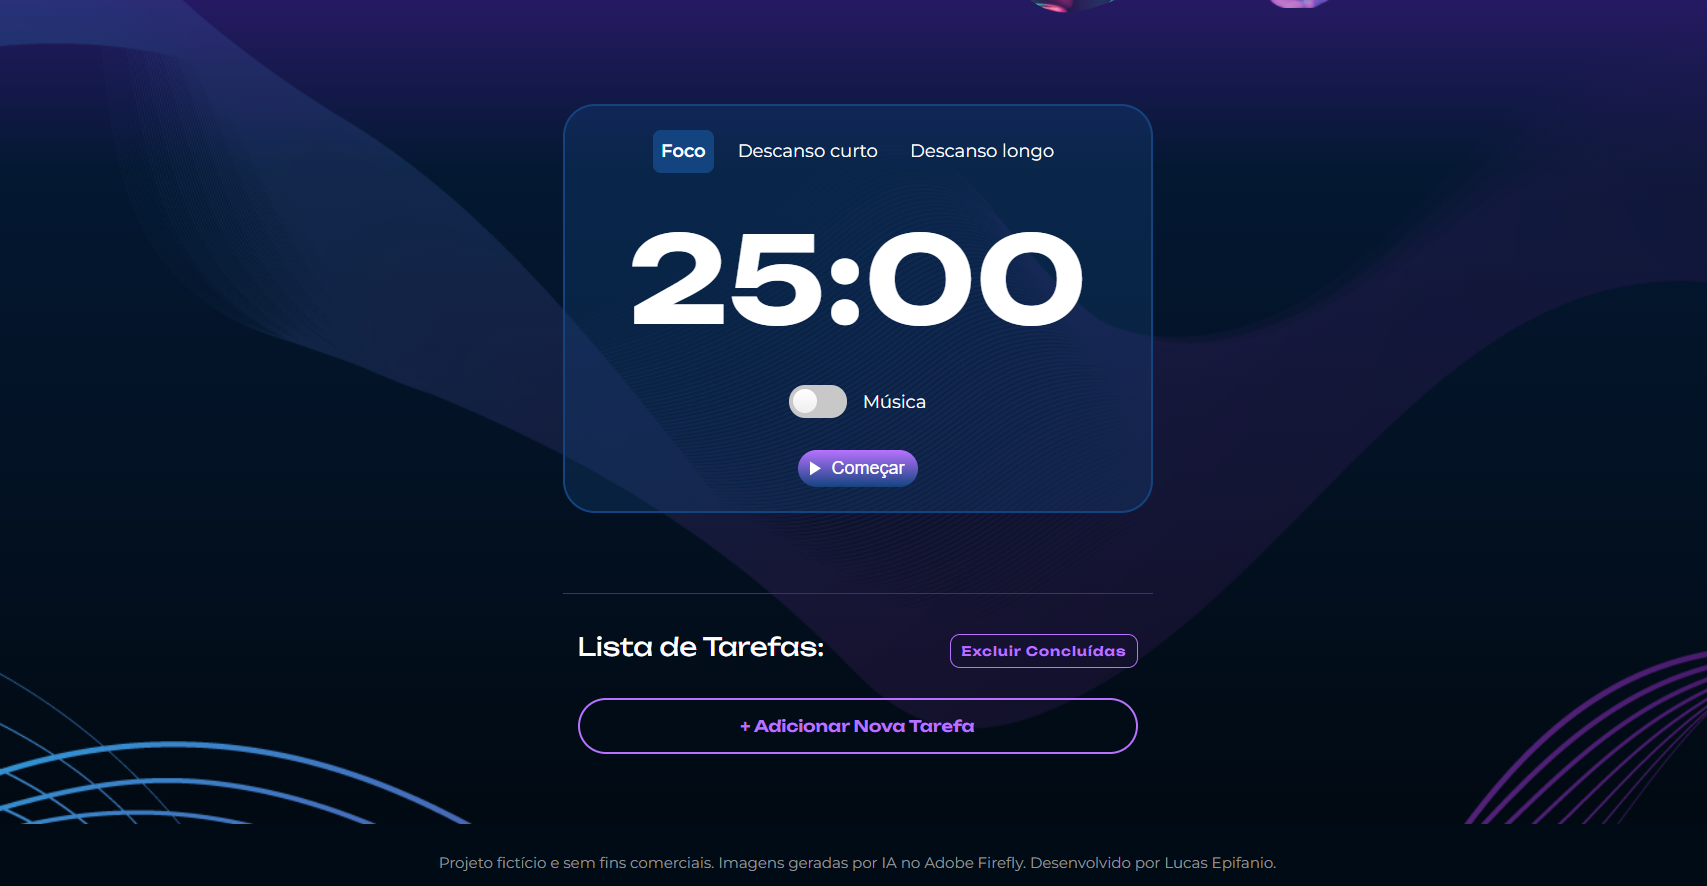 Foco Descanso curto Descanso longo
25:00
Música
Começar
Lista de Tarefas:
Excluir Concluídas
+ Adicionar Nova Tarefa
Projeto fictício e sem fins comerciais. Imagens geradas por IA no Adobe Firefly. Desenvolvido por Lucas Epifanio.